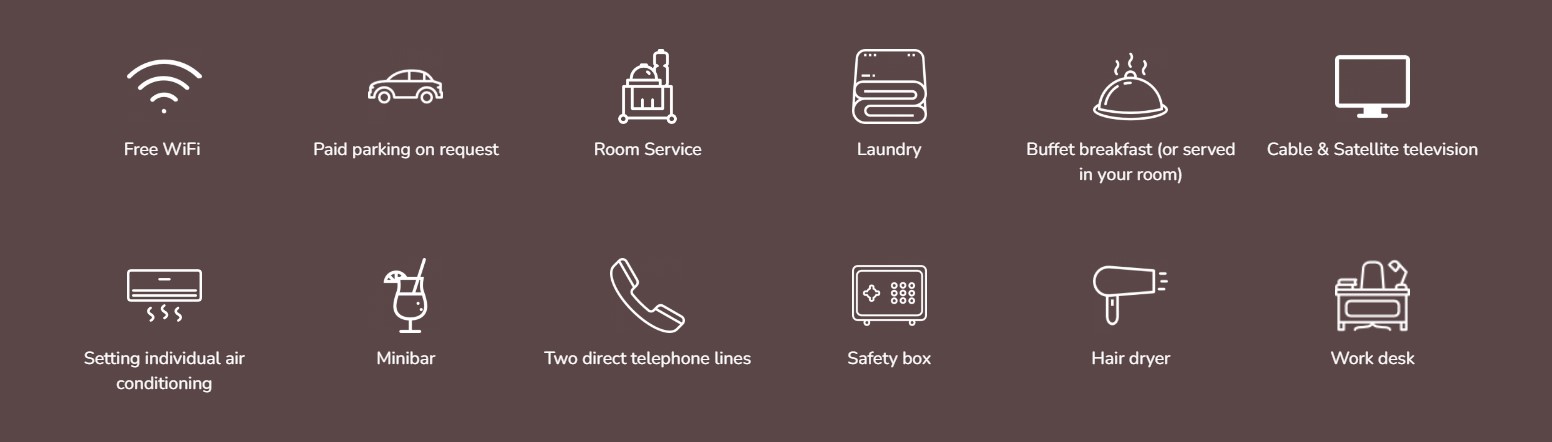 Free WiFi
Paid parking on request
Room Service
Laundry
Buffet breakfast (or served
in your room)
Cable & Satellite television
Setting individual air
conditioning
Minibar
Two direct telephone lines
Safety box
Hair dryer
Work desk